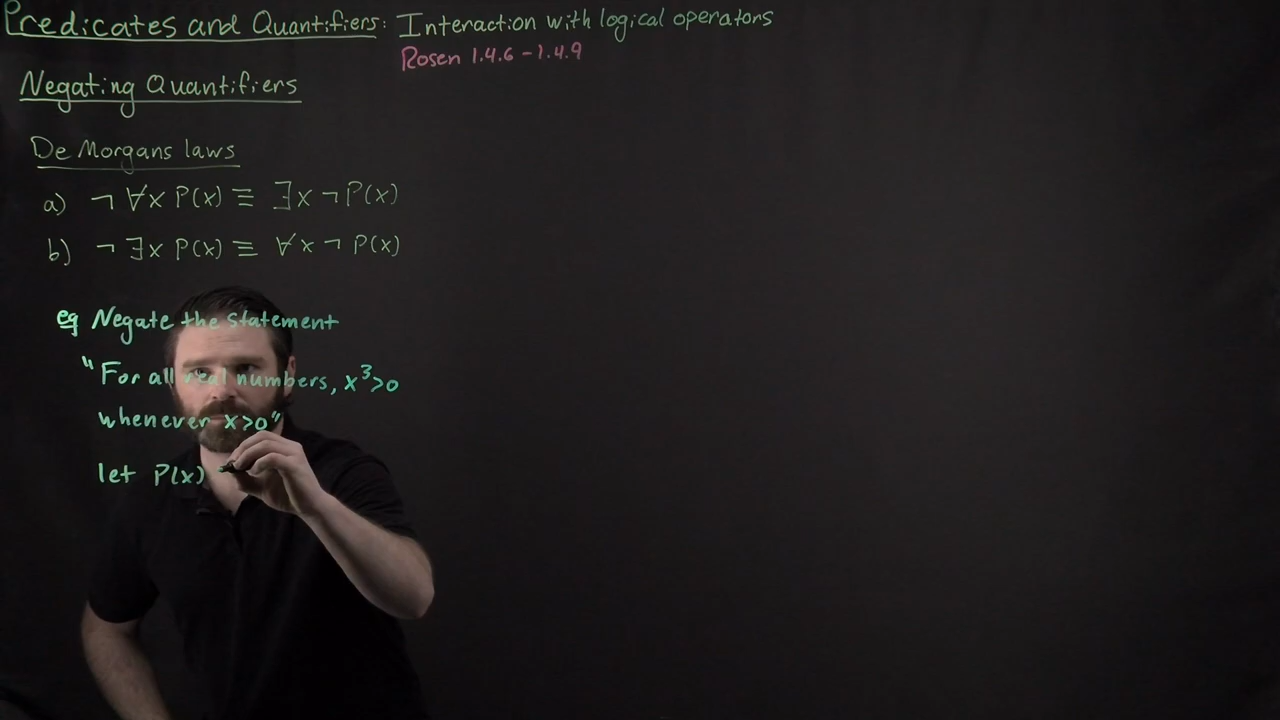 Predicates and Quantifiers: Interaction with logical operators
Rosen 1.4.6 - 1.4.9
Negating Quantifiers
De Morgans laws
a) ¬ ∀x P(x) ≡ ∃x ¬ P(x)
b) ¬ ∃x P(x) ≡ ∀x ¬ P(x)
eg Negate the statement
"For all real numbers, x³>0
whenever x>0"
let P(x)